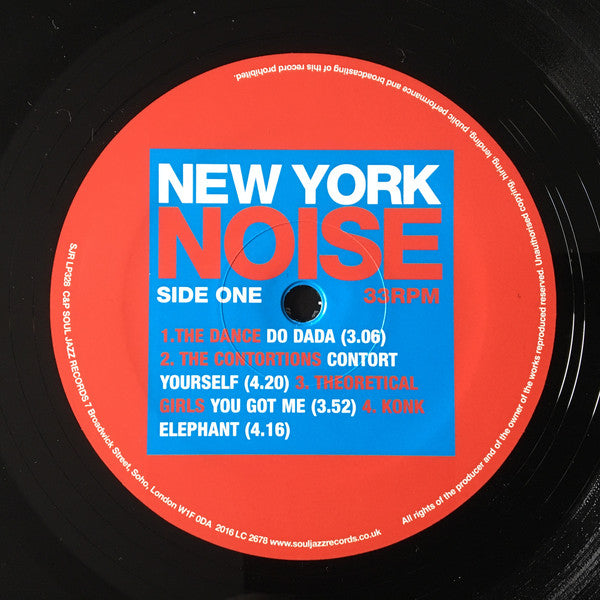 NEW YORK
NOISE
SIDE ONE 33RPM
1.THE DANCE DO DADA (3.06)
2. THE CONTORTIONS CONTORT
YOURSELF (4.20) 3. THEORETICAL
GIRLS YOU GOT ME (3.52) 4. KONK
ELEPHANT (4.16)
SJR LP328 C&P SOUL JAZZ RECORDS 7 Broadwick Street, Soho, London W1F 0DA 2016 LC 2678 www.souljazzrecords.co.uk
All rights of the producer and of the owner of the works reproduced reserved. Unauthorised copying, hiring, lending, public performance and broadcasting of this record prohibited.